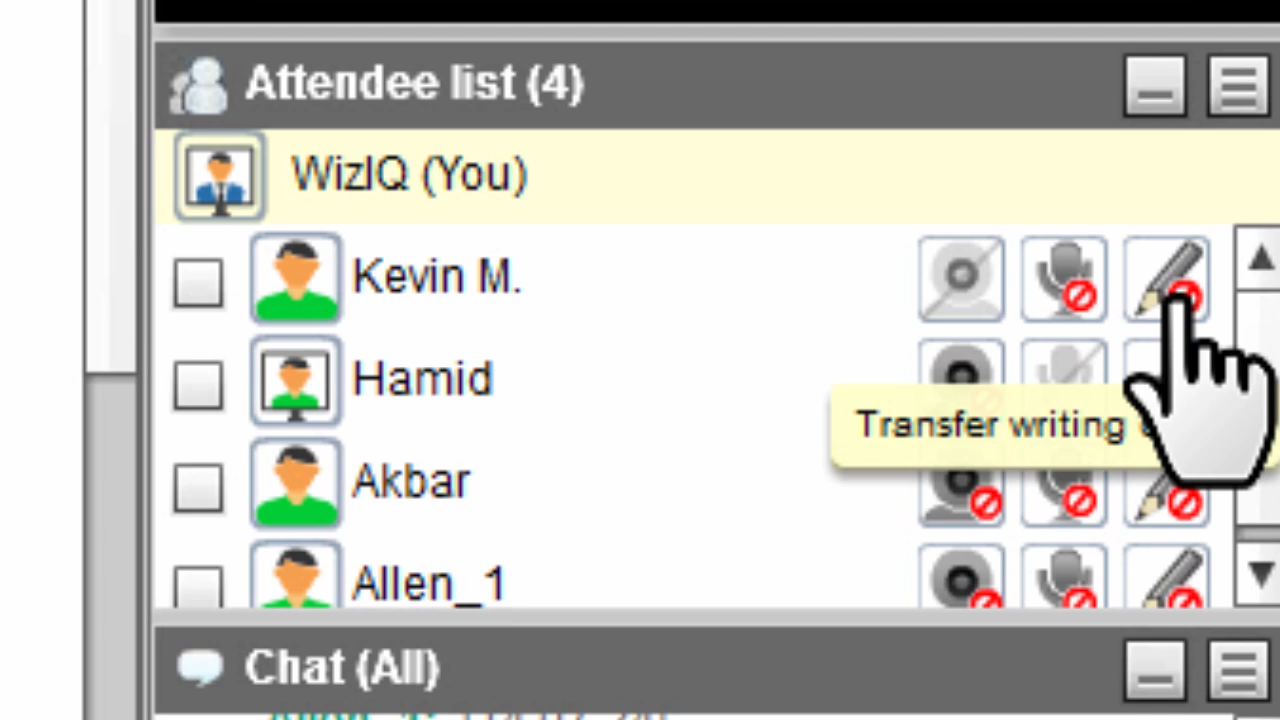 Attendee list (4)
WizIQ (You)
Kevin M.
Hamid
Transfer writing
Akbar
Allen_1
Chat (All)